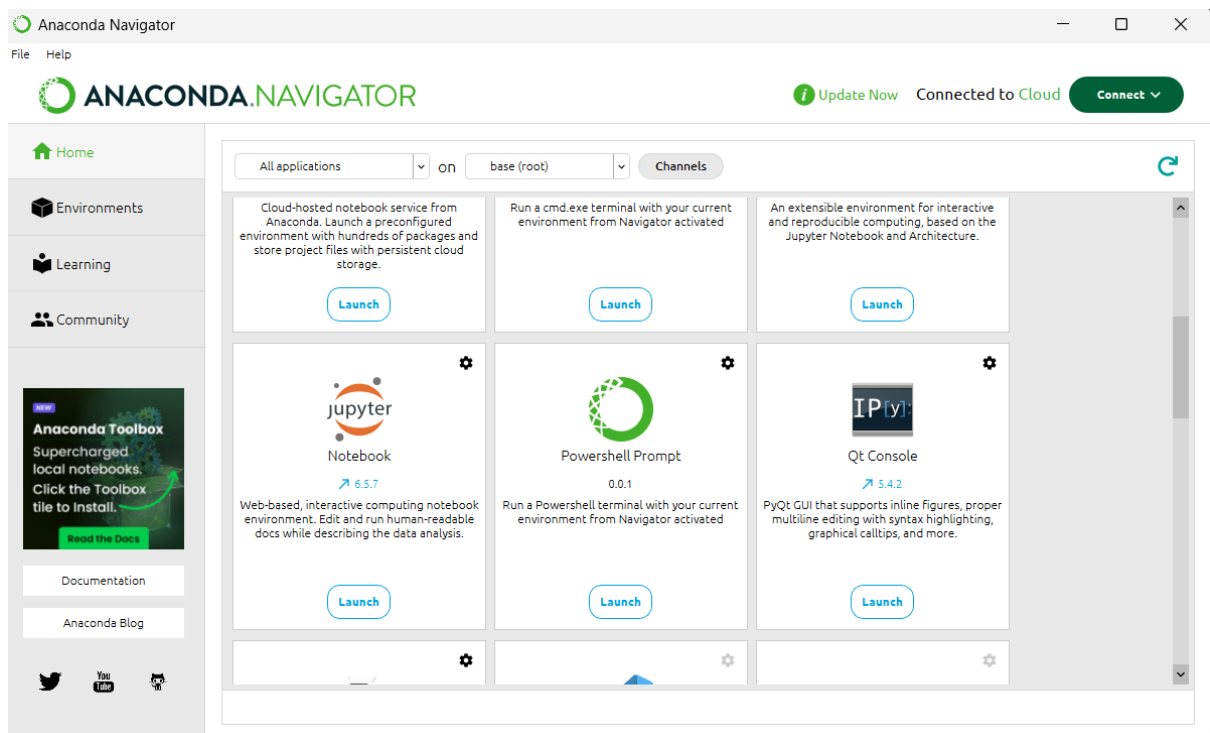 Anaconda Navigator
File Help
ANACONDA.NAVIGATOR
i Update Now Connected to Cloud Connect
Home
Environments
Learning
Community
NEW
Anaconda Toolbox
Supercharged
local notebooks.
Click the Toolbox
tile to Install.
Read the Docs
Documentation
Anaconda Blog
You
Tube
All applications on base (root) Channels
Cloud-hosted notebook service from
Anaconda. Launch a preconfigured
environment with hundreds of packages and
store project files with persistent cloud
storage.
Launch
Run a cmd.exe terminal with your current
environment from Navigator activated
Launch
An extensible environment for interactive
and reproducible computing, based on the
Jupyter Notebook and Architecture.
Launch
jupyter
Notebook
6.5.7
Web-based, interactive computing notebook
environment. Edit and run human-readable
docs while describing the data analysis.
Launch
Powershell Prompt
0.0.1
Run a Powershell terminal with your current
environment from Navigator activated
Launch
IP[y]:
Qt Console
5.4.2
PyQt GUI that supports inline figures, proper
multiline editing with syntax highlighting,
graphical calltips, and more.
Launch